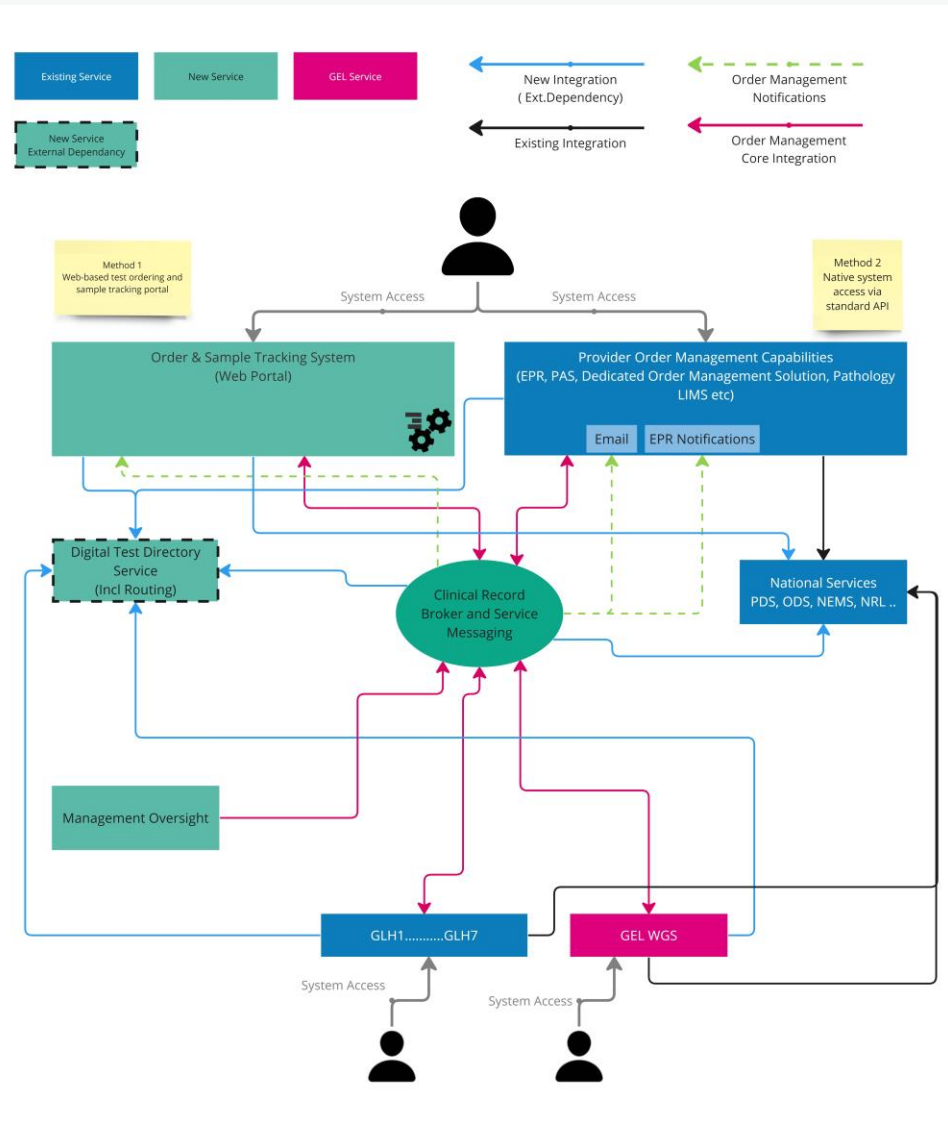 Existing Service
New Service
GEL Service
New Integration
( Ext.Dependency)
Order Management
Notifications
New Service
External Dependancy
Existing Integration
Order Management
Core Integration
Method 1
Web-based test ordering and
sample tracking portal
Method 2
Native system
access via
standard API
System Access
System Access
Order & Sample Tracking System
(Web Portal)
Provider Order Management Capabilities
(EPR, PAS, Dedicated Order Management Solution, Pathology
LIMS etc)
Email
EPR Notifications
Digital Test Directory
Service
(Incl Routing)
Clinical Record
Broker and Service
Messaging
National Services
PDS, ODS, NEMS, NRL ..
Management Oversight
GLH1...........GLH7
GEL WGS
System Access
System Access